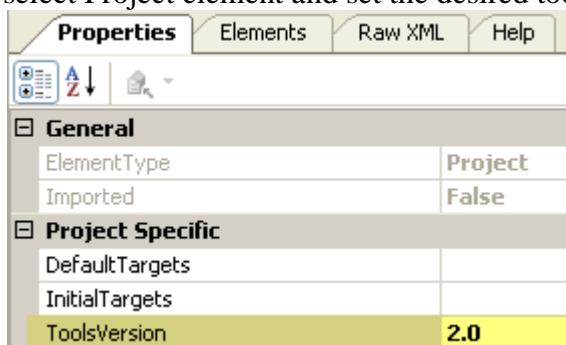 select Project element and set the desired too
Properties Elements Raw XML Help
A
Z
General
ElementType Project
Imported False
Project Specific
DefaultTargets
InitialTargets
ToolsVersion 2.0